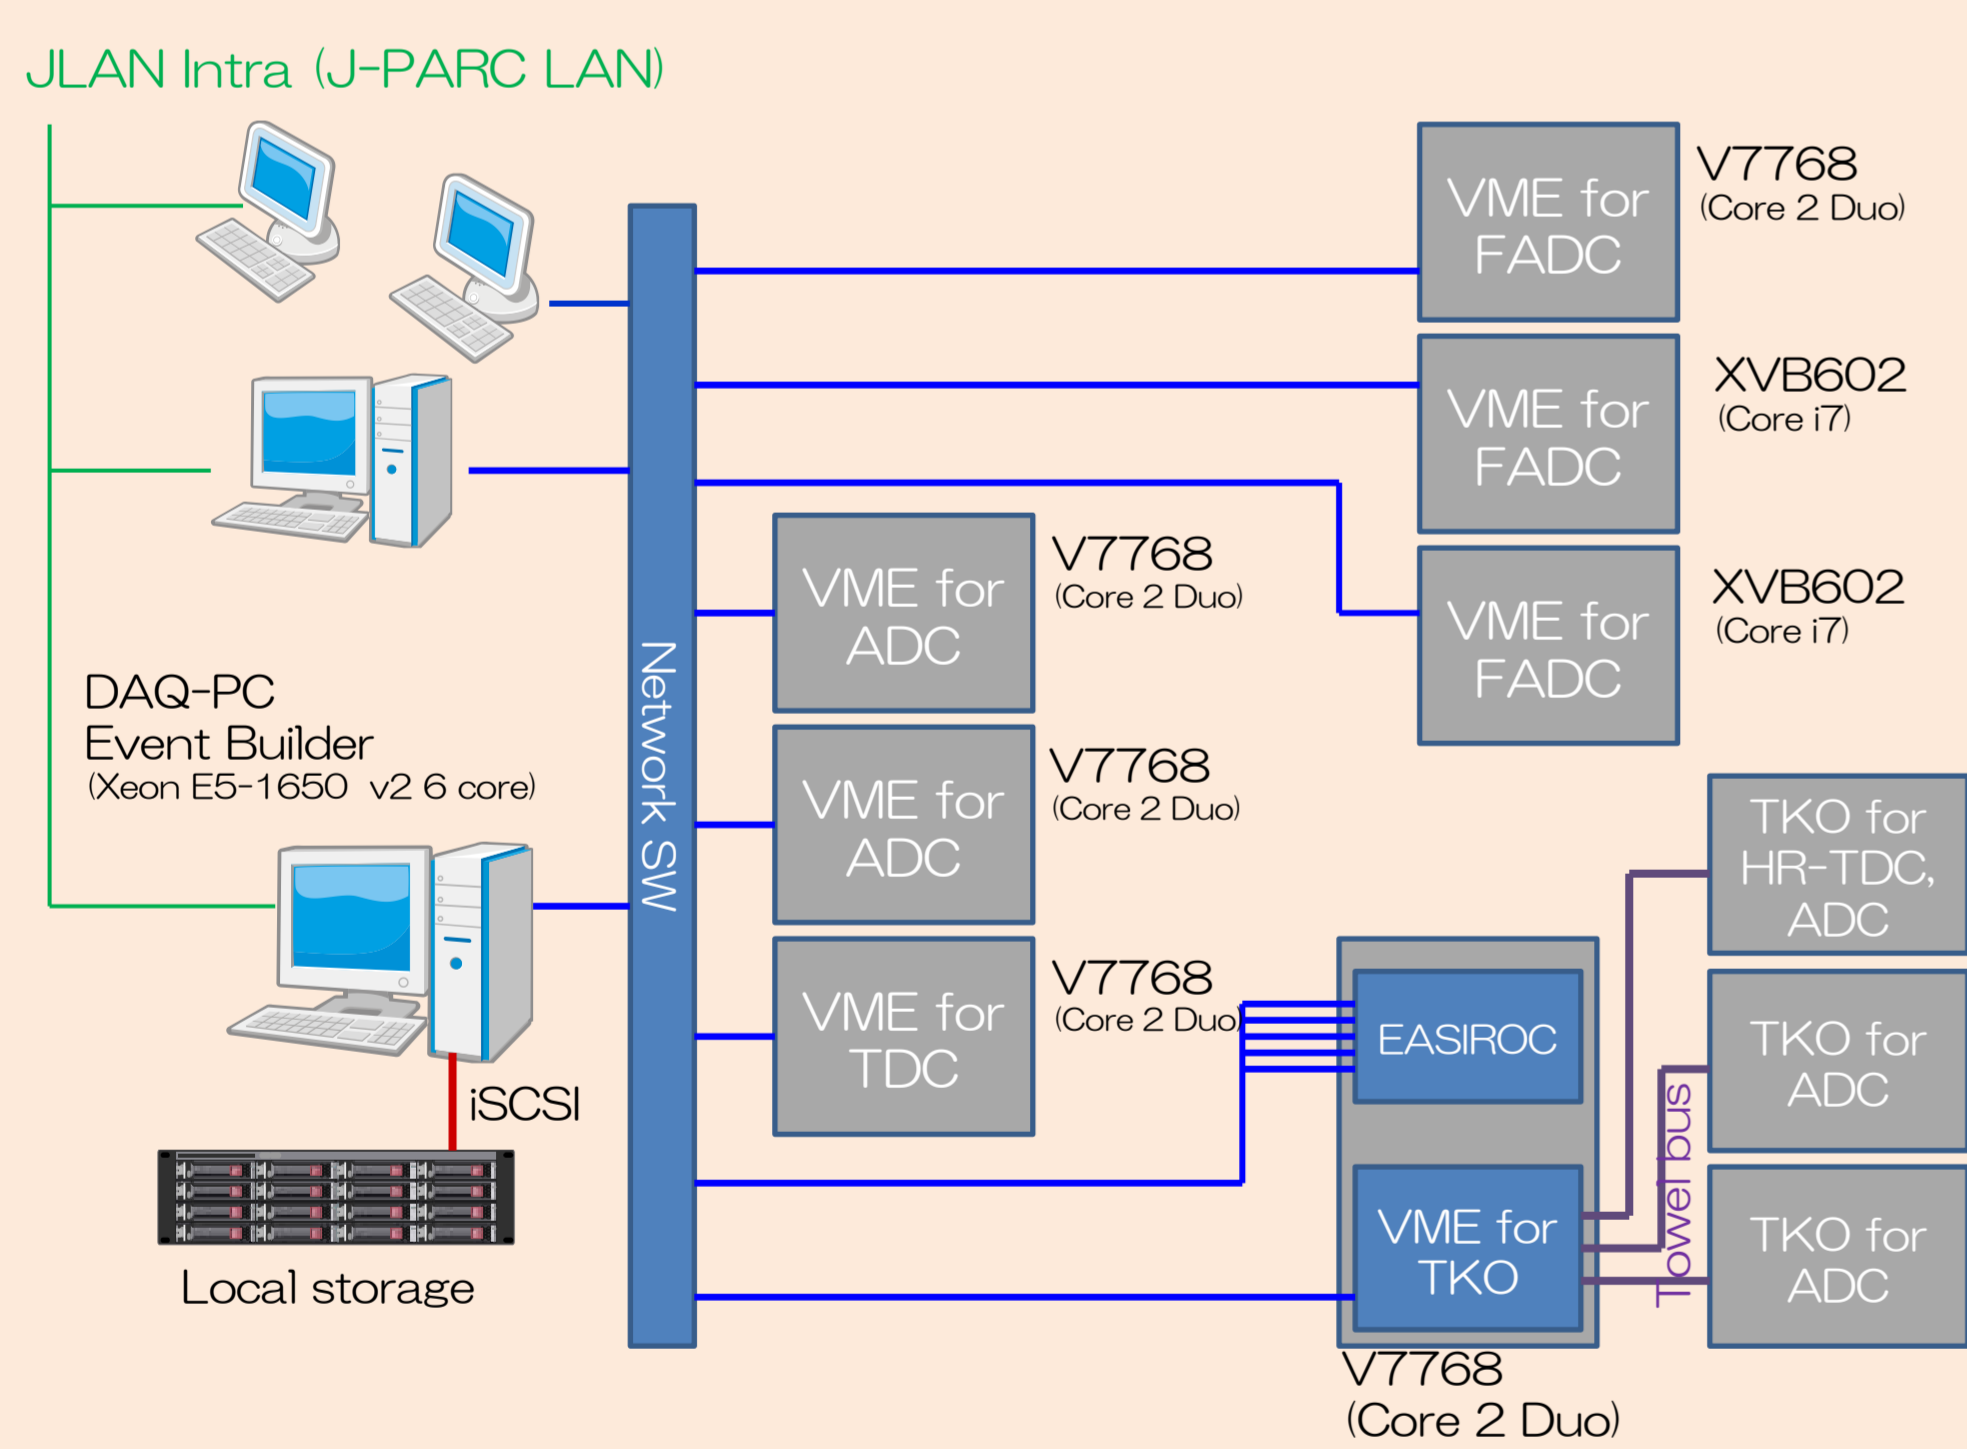 JLAN Intra (J-PARC LAN)
VME for
FADC
V7768
(Core 2 Duo)
VME for
FADC
XVB602
(Core i7)
VME for
FADC
XVB602
(Core i7)
VME for
ADC
V7768
(Core 2 Duo)
DAQ-PC
Event Builder
(Xeon E5-1650 v2 6 core)
Network SW
VME for
ADC
V7768
(Core 2 Duo)
VME for
TDC
V7768
(Core 2 Duo)
iSCSI
Local storage
EASIROC
VME for
TKO
V7768
(Core 2 Duo)
Towel bus
TKO for
HR-TDC,
ADC
TKO for
ADC
TKO for
ADC